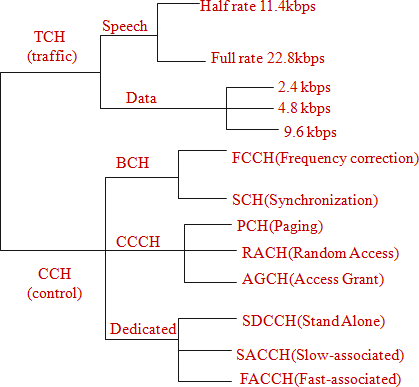 Half rate 11.4kbps
Speech
TCH
(traffic)
Full rate 22.8kbps
2.4 kbps
Data
4.8 kbps
9.6 kbps
BCH
FCCH(Frequency correction)
SCH(Synchronization)
PCH(Paging)
CCCH
RACH(Random Access)
CCH
(control)
AGCH(Access Grant)
SDCCH(Stand Alone)
Dedicated
SACCH(Slow-associated)
FACCH(Fast-associated)